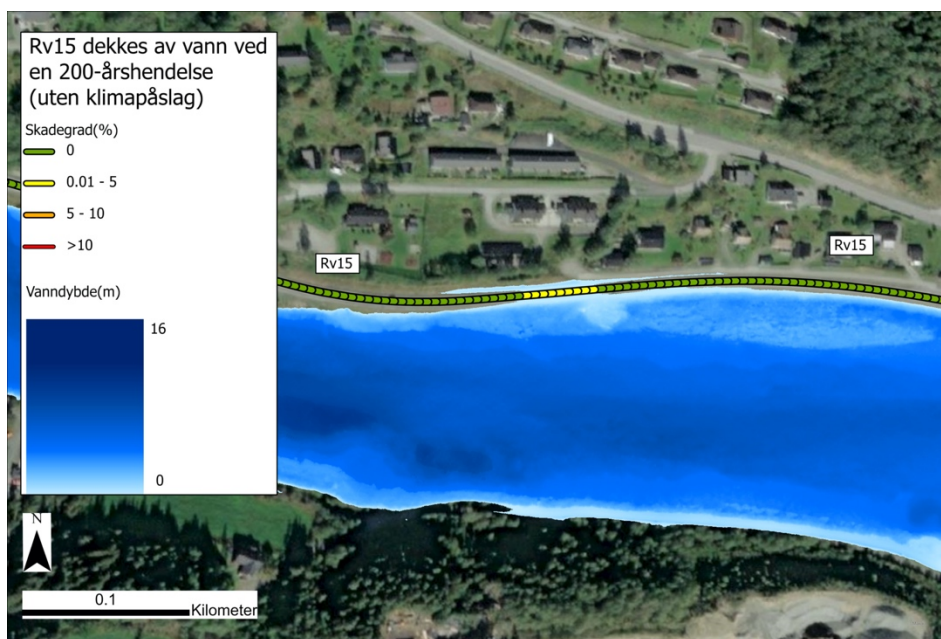 Rv15 dekkes av vann ved
en 200-årshendelse
(uten klimapåslag)
Skadegrad(%)
0
0.01 - 5
5 - 10
>10
Vanndybde(m)
16
0
Rv15
Rv15
N
0.1
Kilometer